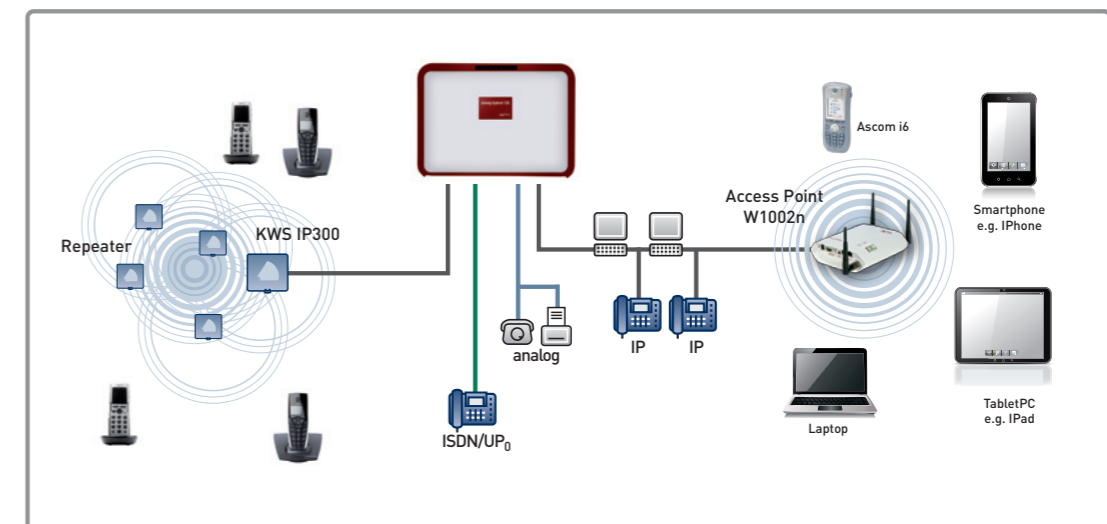 Ascom i6
Access Point
W1002n
Smartphone
e.g. IPhone
Repeater
KWS IP300
analog
IP
IP
ISDN/UP0
Laptop
TabletPC
e.g. IPad